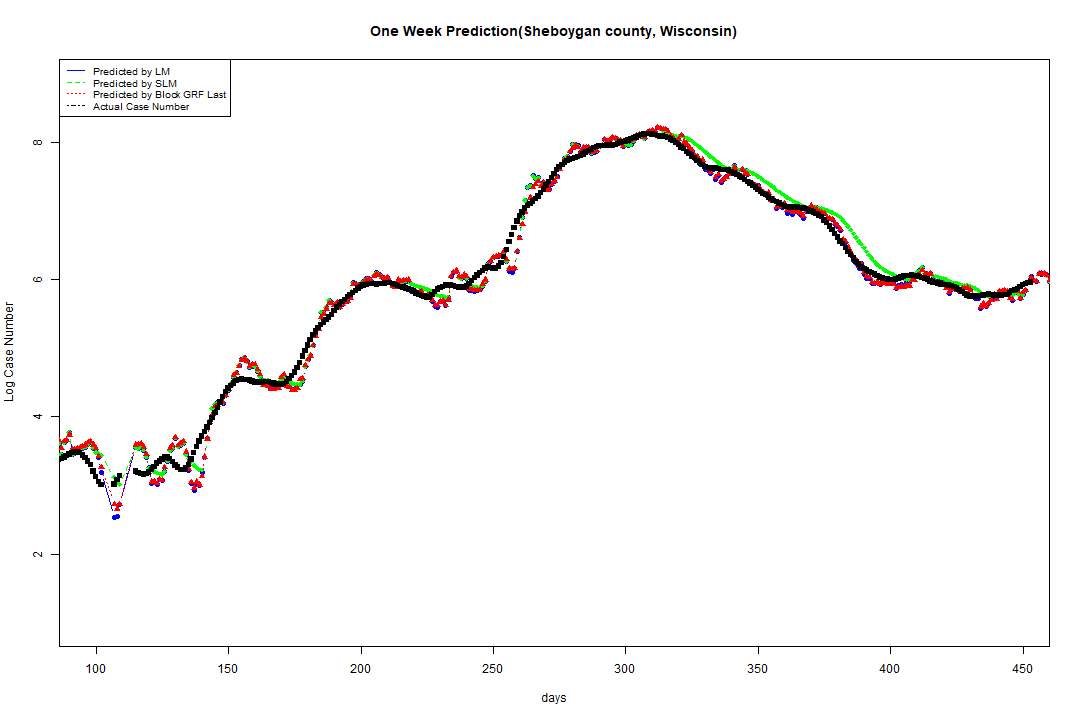 One Week Prediction(Sheboygan county, Wisconsin)
Predicted by LM
Predicted by SLM
Predicted by Block GRF Last
Actual Case Number
8
6
4
2
Log Case Number
100 150 200 250 300 350 400 450
days